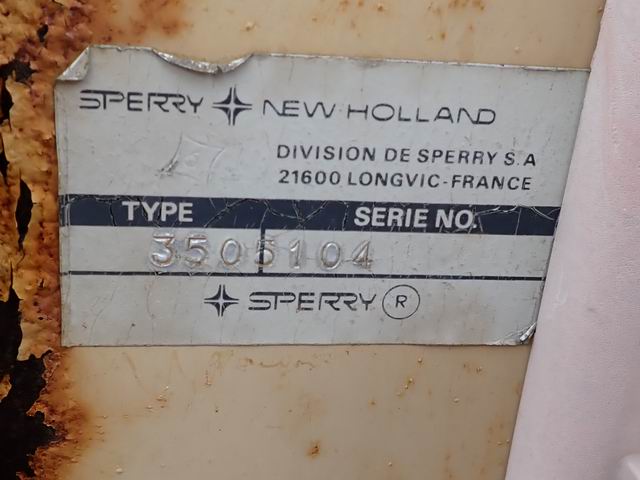 SPERRY NEW HOLLAND
DIVISION DE SPERRY S.A
21600 LONGVIC-FRANCE
TYPE SERIE NO.
3505104
SPERRY R